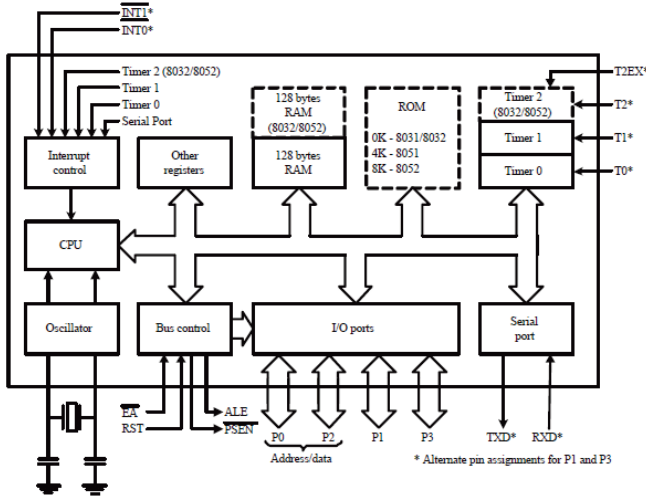 INT1*
INT0*
Timer 2 (8032/8052)
Timer 1
Timer 0
Serial Port
Interrupt
control
Other
registers
128 bytes
RAM
(8032/8052)
128 bytes
RAM
ROM
0K - 8031/8032
4K - 8051
8K - 8052
Timer 2
(8032/8052)
Timer 1
Timer 0
T2EX*
T2*
T1*
T0*
CPU
Oscillator
Bus control
I/O ports
Serial
port
EA
RST
ALE
PSEN
P0
P2
P1
P3
Address/data
TXD*
RXD*
* Alternate pin assignments for P1 and P3